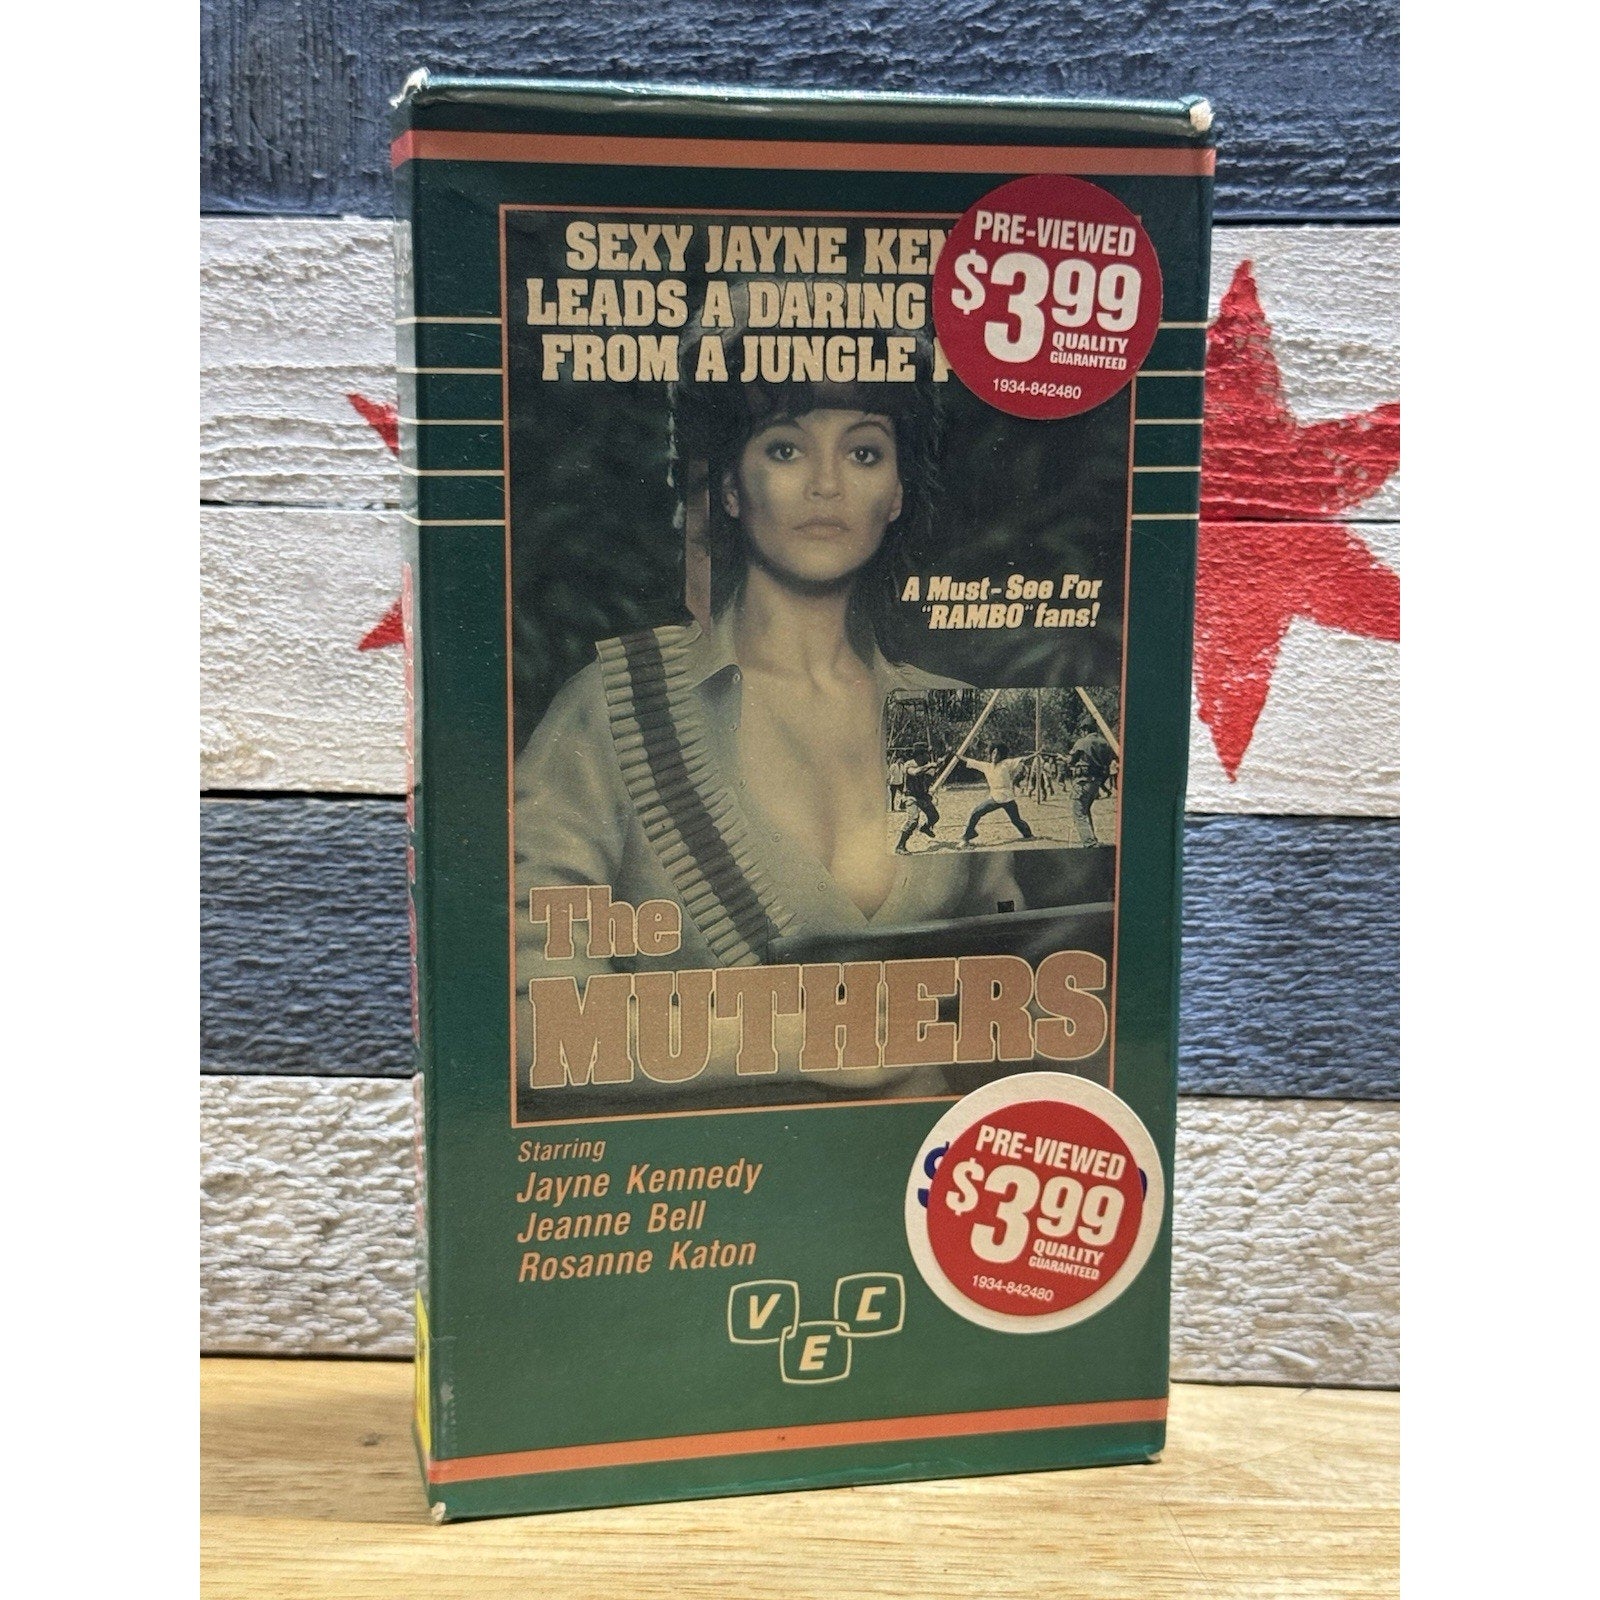 SEXY JAYNE KEN
LEADS A DARING
FROM A JUNGLE
PRE-VIEWED
$3.99
QUALITY
GUARANTEED
1934-842480
A Must-See For
"RAMBO" fans!
The
MUTHERS
Starring
Jayne Kennedy
Jeanne Bell
Rosanne Katon
V E C
PRE-VIEWED
$3.99
QUALITY
GUARANTEED
1934-842480